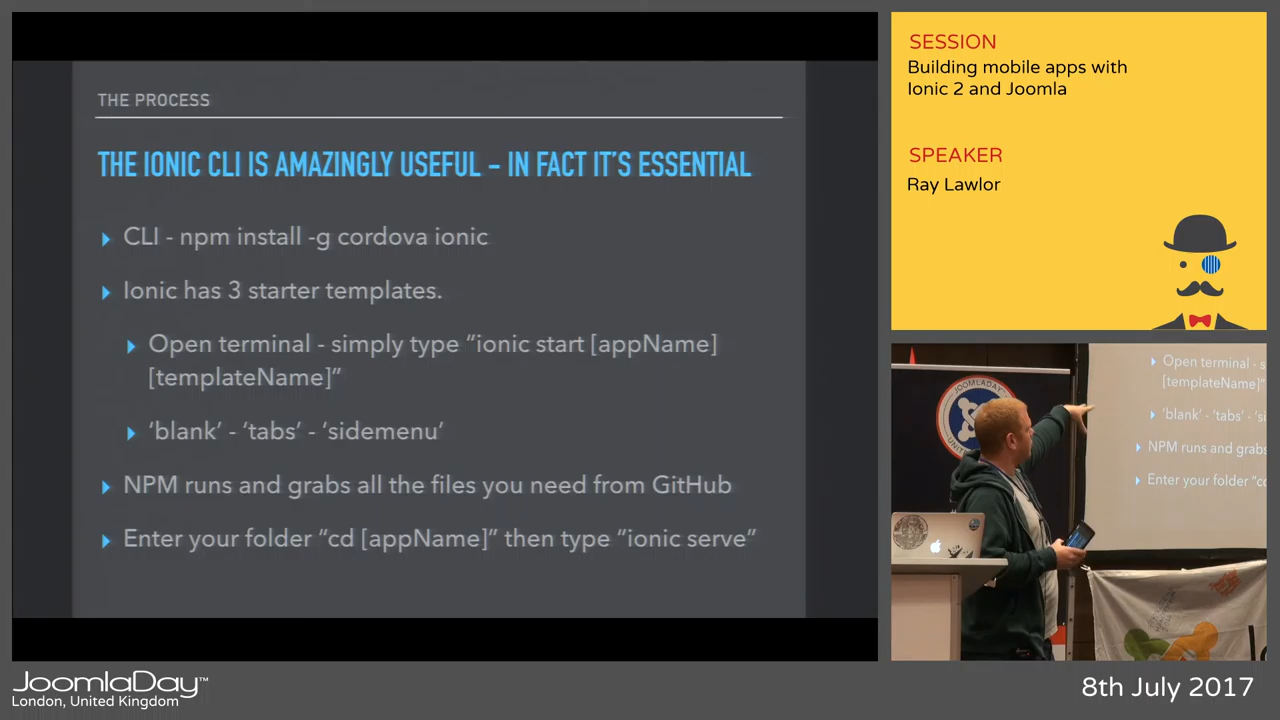 THE PROCESS
THE IONIC CLI IS AMAZINGLY USEFUL - IN FACT IT'S ESSENTIAL
CLI - npm install -g cordova ionic
Ionic has 3 starter templates.
Open terminal - simply type “ionic start [appName]
[templateName]”
‘blank’ - ‘tabs’ - ‘sidemenu’
NPM runs and grabs all the files you need from GitHub
Enter your folder “cd [appName]” then type “ionic serve”
SESSION
Building mobile apps with
Ionic 2 and Joomla
SPEAKER
Ray Lawlor
JOOMLADAY
Open terminal - s
[templateName]”
‘blank’ - ‘tabs’ - ‘si
NPM runs and grabs
Enter your folder “cd
JoomlaDay™
London, United Kingdom
8th July 2017